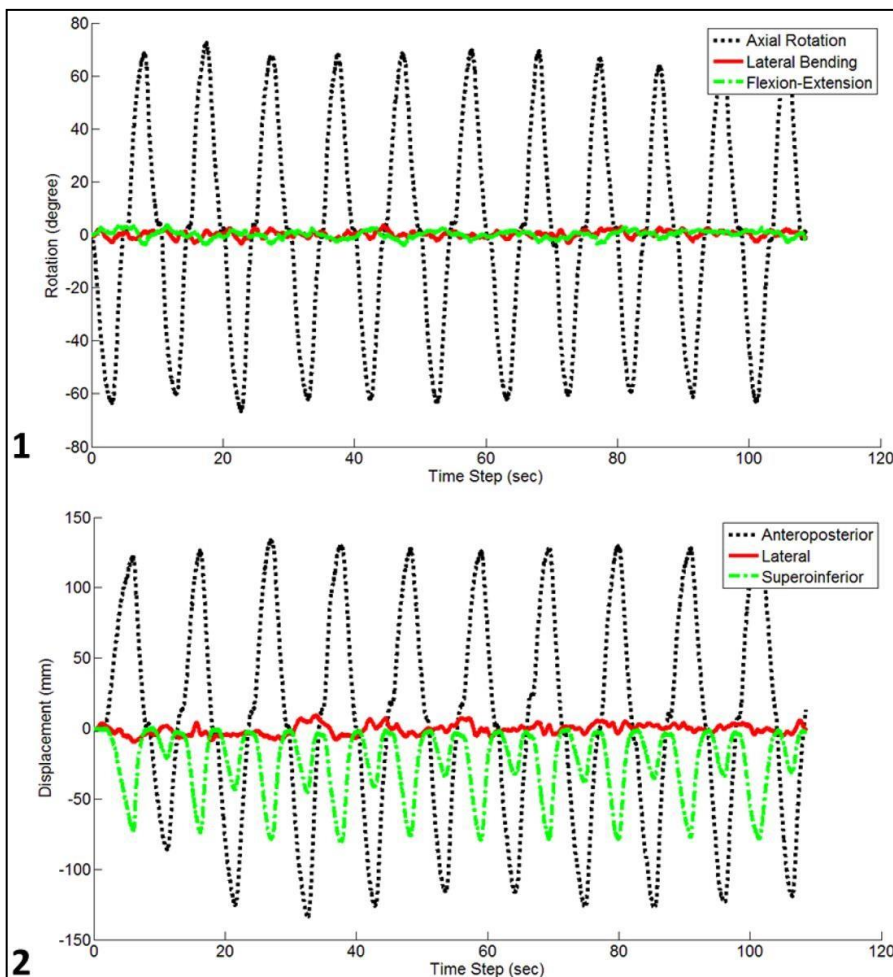 80
60
40
20
0
-20
-40
-60
-80
Rotation (degree)
Axial Rotation
Lateral Bending
Flexion-Extension
0 20 40 60 80 100 120
Time Step (sec)
1
150
100
50
0
-50
-100
-150
Displacement (mm)
Anteroposterior
Lateral
Superoinferior
0 20 40 60 80 100 120
Time Step (sec)
2